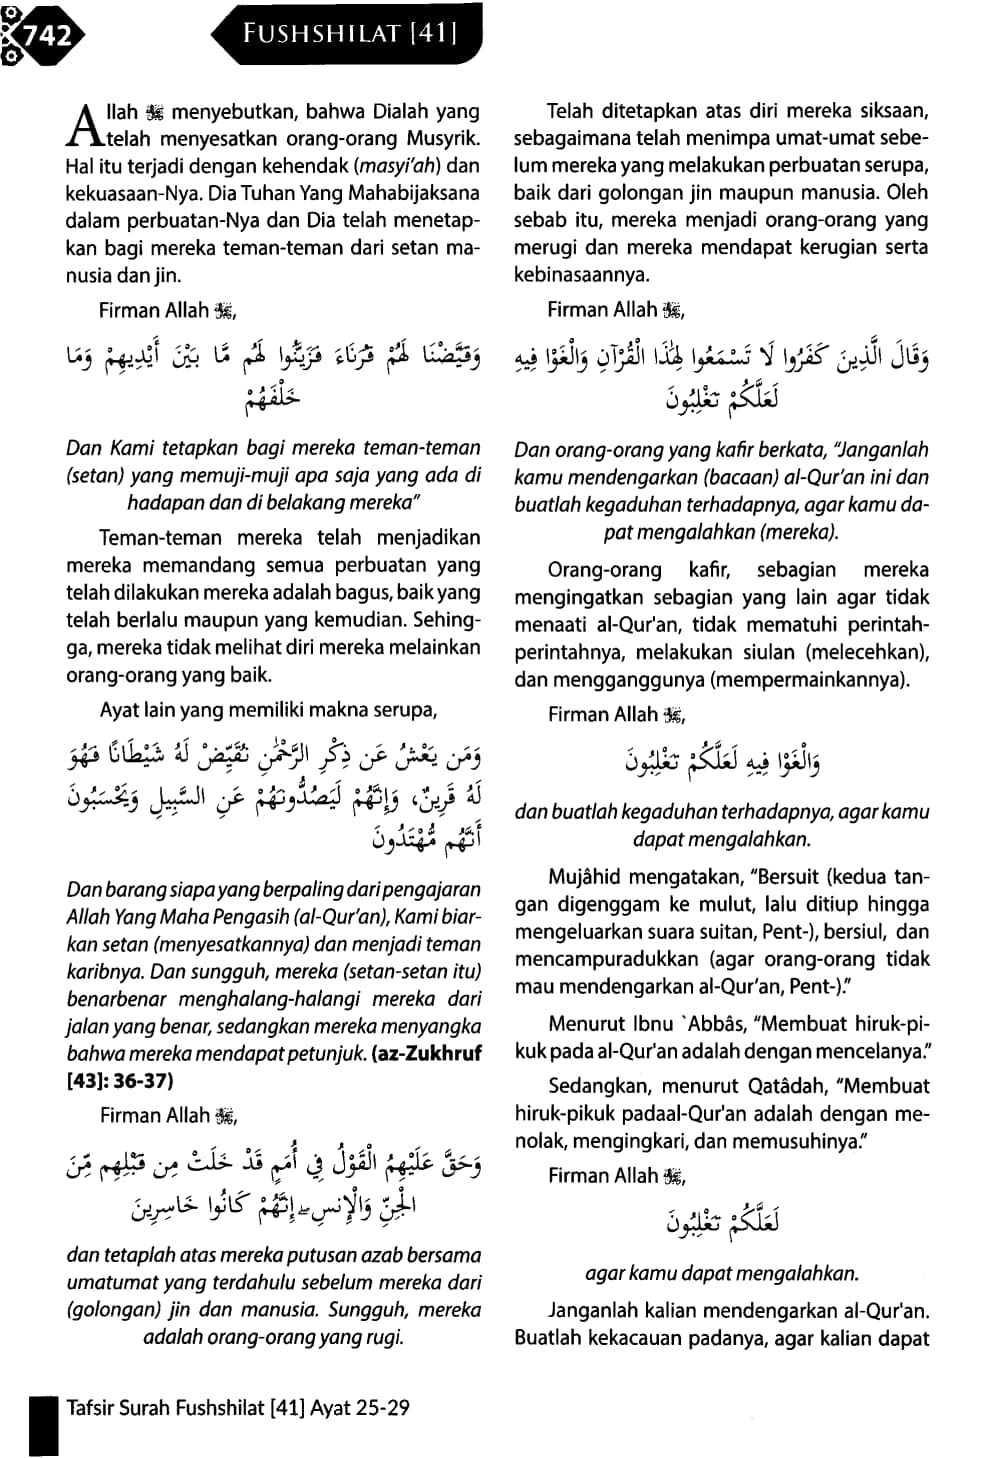 742
FUSHSHILAT [41]
Allah ﷻ menyebutkan, bahwa Dialah yang
telah menyesatkan orang-orang Musyrik.
Hal itu terjadi dengan kehendak (masyi’ah) dan
kekuasaan-Nya. Dia Tuhan Yang Mahabijaksana
dalam perbuatan-Nya dan Dia telah menetap-
kan bagi mereka teman-teman dari setan ma-
nusia dan jin.
Firman Allah ﷻ,
وَقَيَّضْنَا لَهُمْ قُرَنَاءَ فَزَيَّنُوا لَهُم مَّا بَيْنَ أَيْدِيهِمْ وَمَا
خَلْفَهُمْ
Dan Kami tetapkan bagi mereka teman-teman
(setan) yang memuji-muji apa saja yang ada di
hadapan dan di belakang mereka”
Teman-teman mereka telah menjadikan
mereka memandang semua perbuatan yang
telah dilakukan mereka adalah bagus, baik yang
telah berlalu maupun yang kemudian. Sehing-
ga, mereka tidak melihat diri mereka melainkan
orang-orang yang baik.
Ayat lain yang memiliki makna serupa,
وَمَن يَعْشُ عَن ذِكْرِ الرَّحْمَٰنِ نُقَيِّضْ لَهُ شَيْطَانًا فَهُوَ
لَهُ قَرِينٌ، وَإِنَّهُمْ لَيَصُدُّونَهُمْ عَنِ السَّبِيلِ وَيَحْسَبُونَ
أَنَّهُم مُّهْتَدُونَ
Dan barang siapa yang berpaling dari pengajaran
Allah Yang Maha Pengasih (al-Qur’an), Kami biar-
kan setan (menyesatkannya) dan menjadi teman
karibnya. Dan sungguh, mereka (setan-setan itu)
benarbenar menghalang-halangi mereka dari
jalan yang benar, sedangkan mereka menyangka
bahwa mereka mendapat petunjuk. (az-Zukhruf
[43]: 36-37)
Firman Allah ﷻ,
وَحَقَّ عَلَيْهِمُ الْقَوْلُ فِي أُمَمٍ قَدْ خَلَتْ مِن قَبْلِهِم مِّنَ
الْجِنِّ وَالْإِنسِ ۖ إِنَّهُمْ كَانُوا خَاسِرِينَ
dan tetaplah atas mereka putusan azab bersama
umatumat yang terdahulu sebelum mereka dari
(golongan) jin dan manusia. Sungguh, mereka
adalah orang-orang yang rugi.
Telah ditetapkan atas diri mereka siksaan,
sebagaimana telah menimpa umat-umat sebe-
lum mereka yang melakukan perbuatan serupa,
baik dari golongan jin maupun manusia. Oleh
sebab itu, mereka menjadi orang-orang yang
merugi dan mereka mendapat kerugian serta
kebinasaannya.
Firman Allah ﷻ,
وَقَالَ الَّذِينَ كَفَرُوا لَا تَسْمَعُوا لِهَٰذَا الْقُرْآنِ وَالْغَوْا فِيهِ
لَعَلَّكُمْ تَغْلِبُونَ
Dan orang-orang yang kafir berkata, “Janganlah
kamu mendengarkan (bacaan) al-Qur’an ini dan
buatlah kegaduhan terhadapnya, agar kamu da-
pat mengalahkan (mereka).
Orang-orang kafir, sebagian mereka
mengingatkan sebagian yang lain agar tidak
menaati al-Qur'an, tidak mematuhi perintah-
perintahnya, melakukan siulan (melecehkan),
dan mengganggunya (mempermainkannya).
Firman Allah ﷻ,
وَالْغَوْا فِيهِ لَعَلَّكُمْ تَغْلِبُونَ
dan buatlah kegaduhan terhadapnya, agar kamu
dapat mengalahkan.
Mujâhid mengatakan, “Bersuit (kedua tan-
gan digenggam ke mulut, lalu ditiup hingga
mengeluarkan suara suitan, Pent-), bersiul, dan
mencampuradukkan (agar orang-orang tidak
mau mendengarkan al-Qur’an, Pent-).”
Menurut Ibnu `Abbâs, “Membuat hiruk-pi-
kuk pada al-Qur'an adalah dengan mencelanya.”
Sedangkan, menurut Qatâdah, “Membuat
hiruk-pikuk padaal-Qur'an adalah dengan me-
nolak, mengingkari, dan memusuhinya.”
Firman Allah ﷻ,
لَعَلَّكُمْ تَغْلِبُونَ
agar kamu dapat mengalahkan.
Janganlah kalian mendengarkan al-Qur'an.
Buatlah kekacauan padanya, agar kalian dapat
Tafsir Surah Fushshilat [41] Ayat 25-29